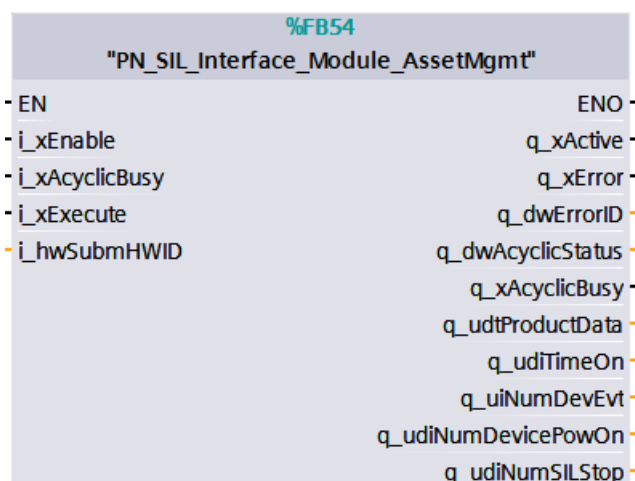 %FB54
"PN_SIL_Interface_Module_AssetMgmt"
EN ENO
i_xEnable q_xActive
i_xAcyclicBusy q_xError
i_xExecute q_dwErrorID
i_hwSubmHWID q_dwAcyclicStatus
q_xAcyclicBusy
q_udtProductData
q_udiTimeOn
q_uiNumDevEvt
q_udiNumDevicePowOn
q_udiNumSILStop